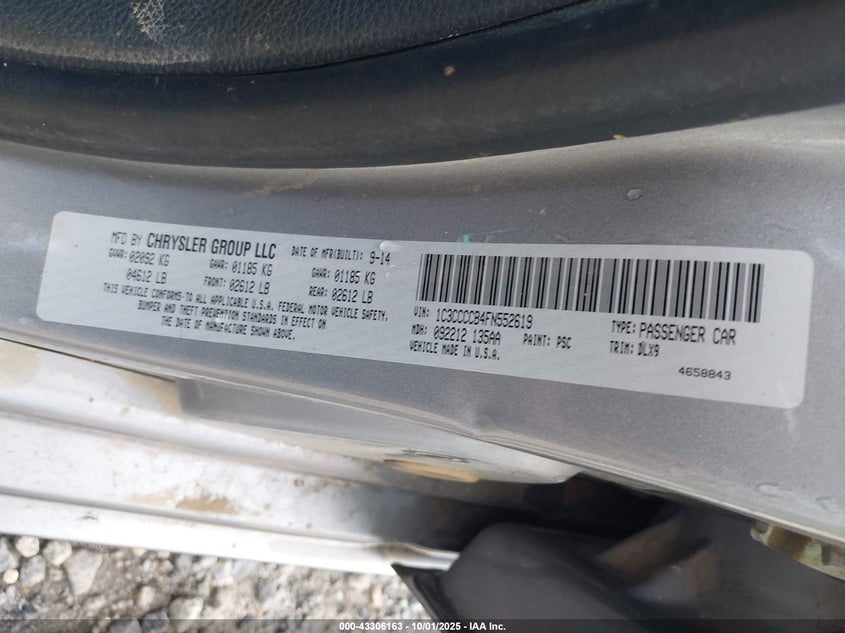 MFD BY CHRYSLER GROUP LLC DATE OF MFR(BUILT): 9-14
GVWR: 02092 KG GAWR: 01185 KG GAWR: 01185 KG
04612 LB FRONT: 02612 LB REAR: 02612 LB
THIS VEHICLE CONFORMS TO ALL APPLICABLE U.S.A. FEDERAL MOTOR VEHICLE SAFETY,
BUMPER AND THEFT PREVENTION STANDARDS IN EFFECT ON
THE DATE OF MANUFACTURE SHOWN ABOVE.
VIN: 1C3CCCCB4FN552619 TYPE: PASSENGER CAR
MDH: 092212 135AA PAINT: PSC TRIM: DLX9
VEHICLE MADE IN U.S.A.
4658843
000-43306163 - 10/01/2025 - IAA Inc.